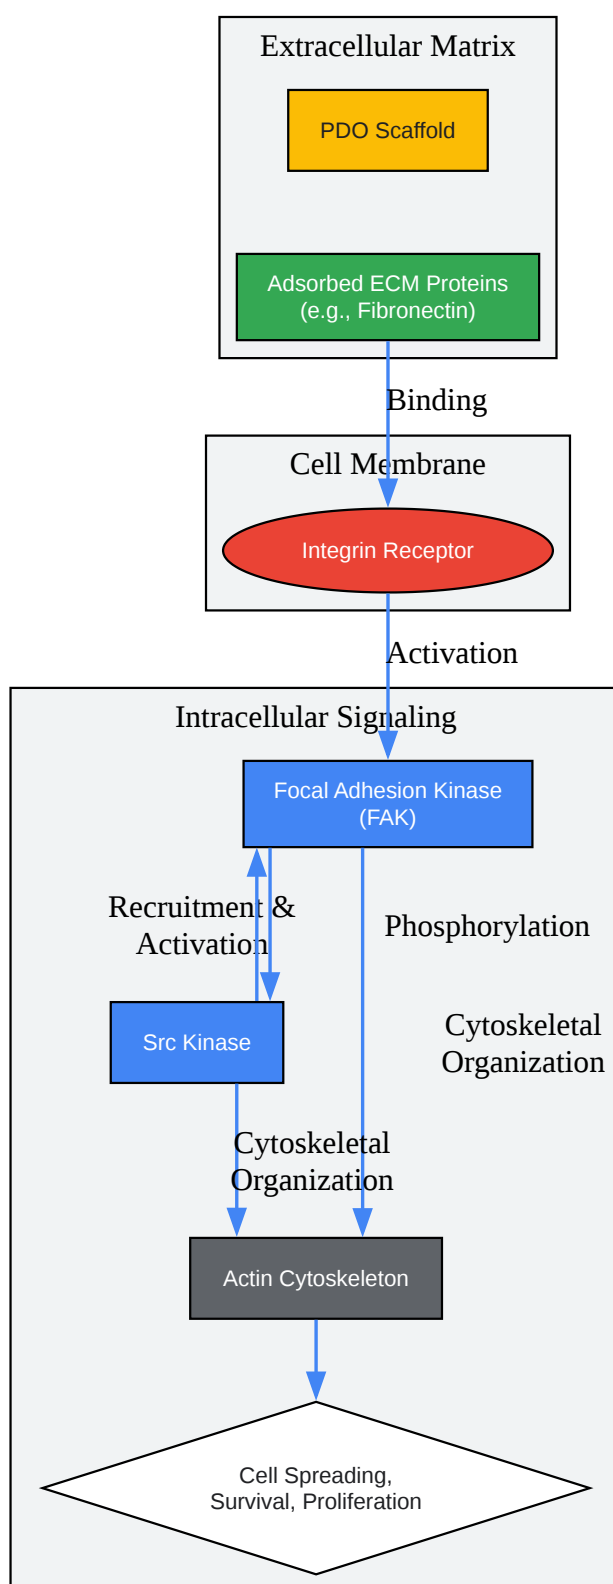 Extracellular Matrix
PDO Scaffold
Adsorbed ECM Proteins
(e.g., Fibronectin)
Binding
Cell Membrane
Integrin Receptor
Activation
Intracellular Signaling
Focal Adhesion Kinase
(FAK)
Recruitment &
Activation
Phosphorylation
Src Kinase
Cytoskeletal
Organization
Cytoskeletal
Organization
Actin Cytoskeleton
Cell Spreading,
Survival, Proliferation